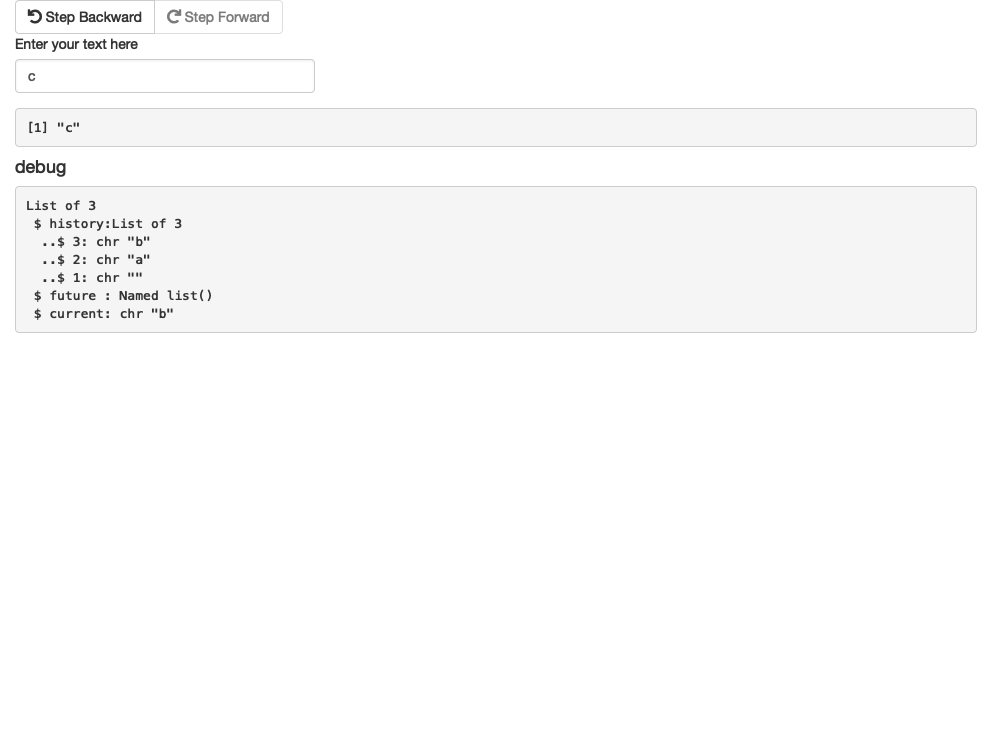 Step Backward Step Forward
Enter your text here
c
[1] "c"
debug
List of 3
 $ history:List of 3
  ..$ 3: chr "b"
  ..$ 2: chr "a"
  ..$ 1: chr ""
 $ future : Named list()
 $ current: chr "b"